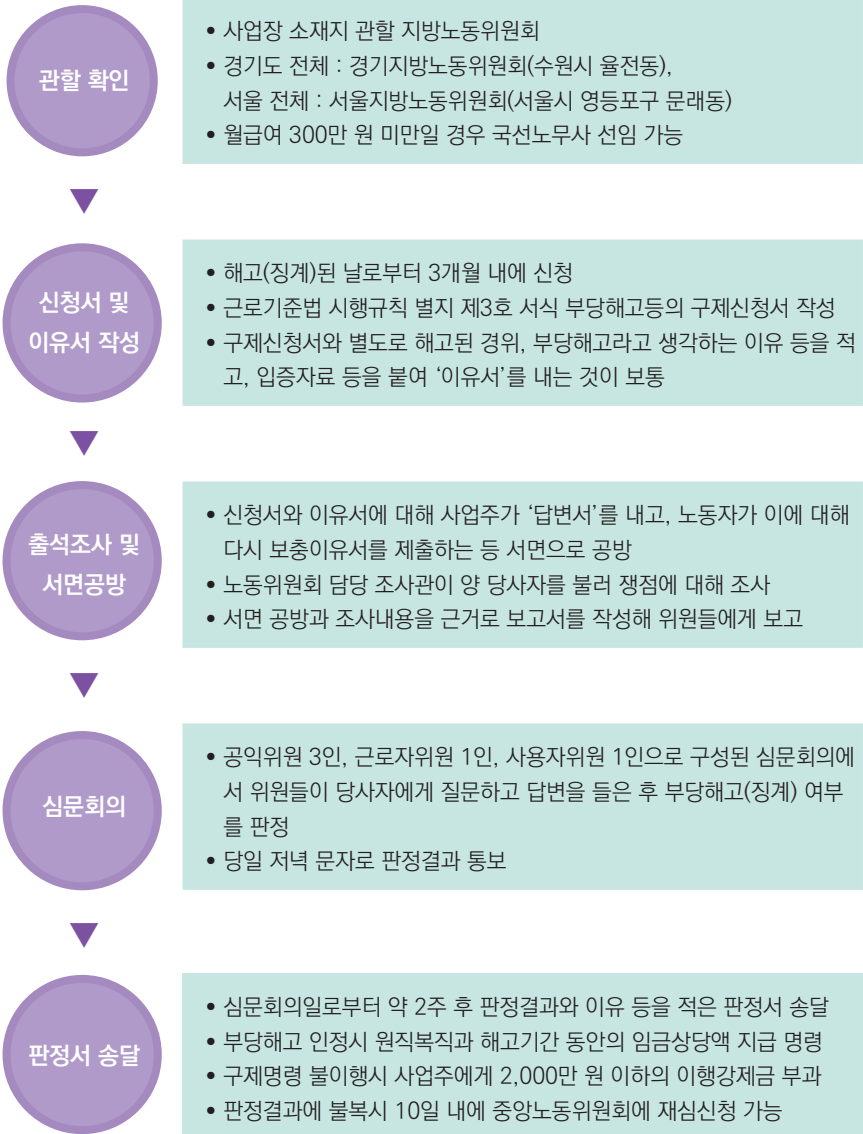 관할 확인
• 사업장 소재지 관할 지방노동위원회
• 경기도 전체 : 경기지방노동위원회(수원시 율전동),
서울 전체 : 서울지방노동위원회(서울시 영등포구 문래동)
• 월급여 300만 원 미만일 경우 국선노무사 선임 가능
신청서 및
이유서 작성
• 해고(징계)된 날로부터 3개월 내에 신청
• 근로기준법 시행규칙 별지 제3호 서식 부당해고등의 구제신청서 작성
• 구제신청서와 별도로 해고된 경위, 부당해고라고 생각하는 이유 등을 적
고, 입증자료 등을 붙여 ‘이유서’를 내는 것이 보통
출석조사 및
서면공방
• 신청서와 이유서에 대해 사업주가 ‘답변서’를 내고, 노동자가 이에 대해
다시 보충이유서를 제출하는 등 서면으로 공방
• 노동위원회 담당 조사관이 양 당사자를 불러 쟁점에 대해 조사
• 서면 공방과 조사내용을 근거로 보고서를 작성해 위원들에게 보고
심문회의
• 공익위원 3인, 근로자위원 1인, 사용자위원 1인으로 구성된 심문회의에
서 위원들이 당사자에게 질문하고 답변을 들은 후 부당해고(징계) 여부
를 판정
• 당일 저녁 문자로 판정결과 통보
판정서 송달
• 심문회의일로부터 약 2주 후 판정결과와 이유 등을 적은 판정서 송달
• 부당해고 인정시 원직복직과 해고기간 동안의 임금상당액 지급 명령
• 구제명령 불이행시 사업주에게 2,000만 원 이하의 이행강제금 부과
• 판정결과에 불복시 10일 내에 중앙노동위원회에 재심신청 가능